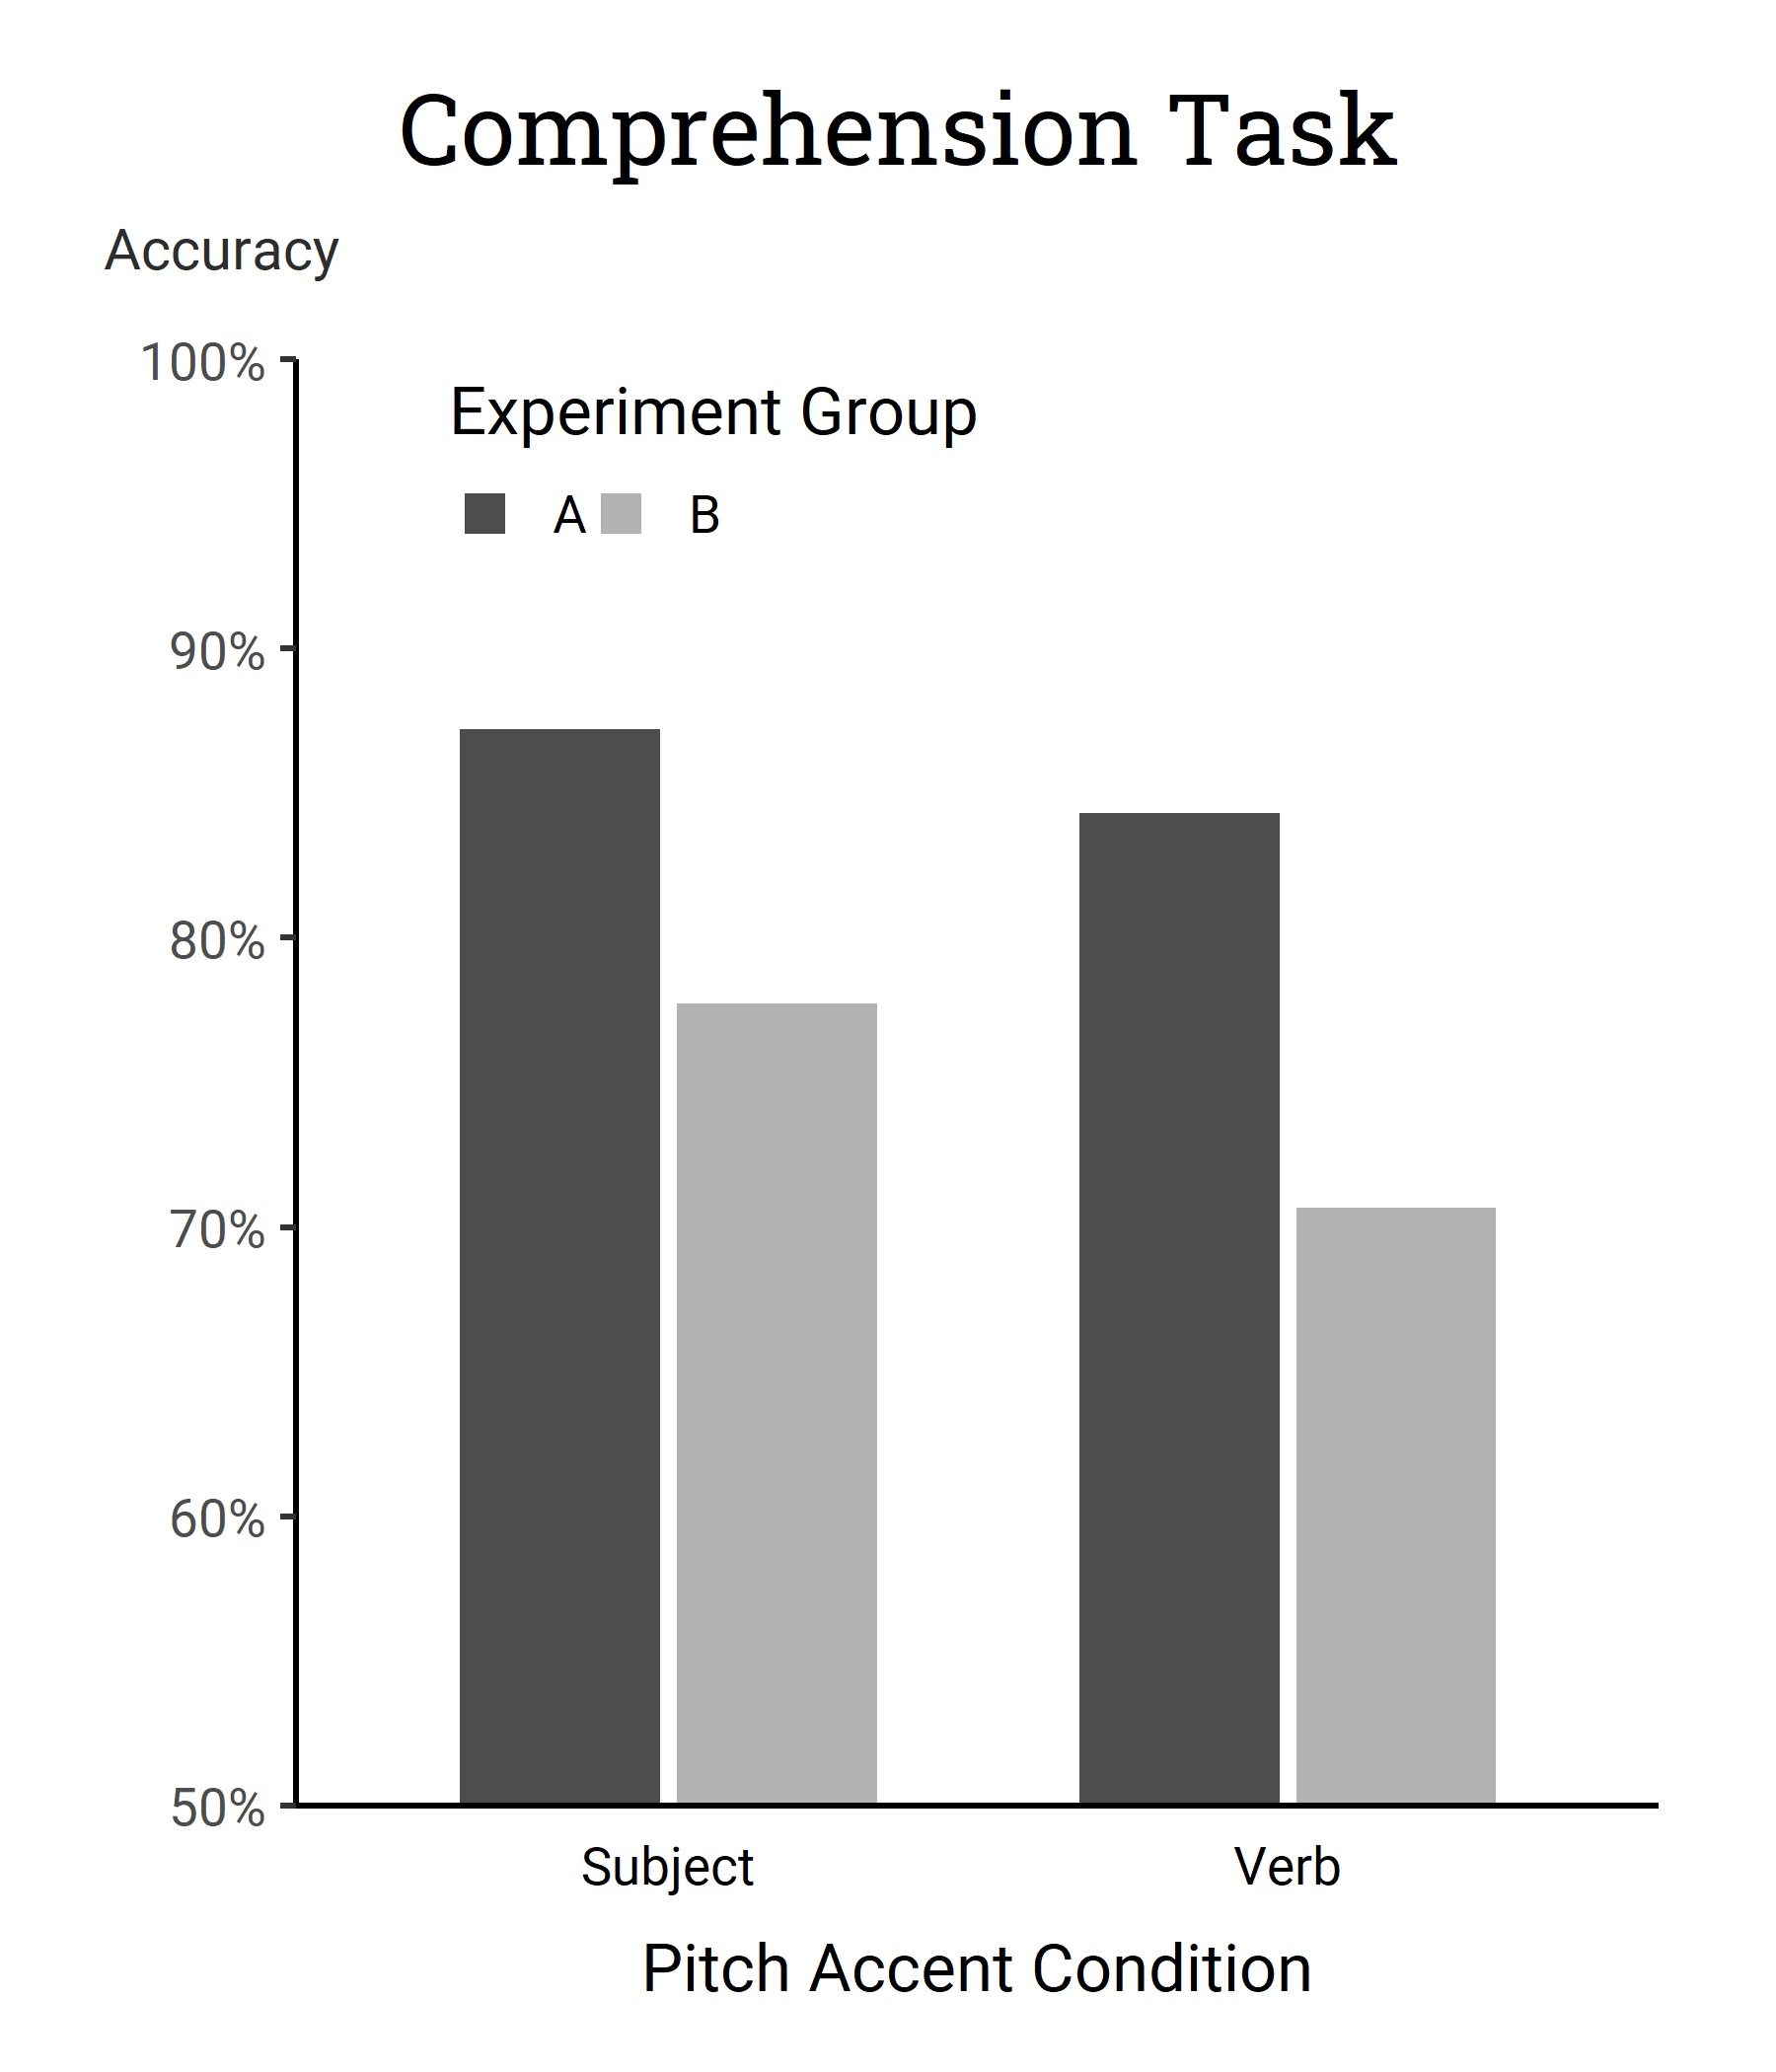 Comprehension Task
Accuracy
100%
Experiment Group
A B
90%
80%
70%
60%
50%
Subject Verb
Pitch Accent Condition